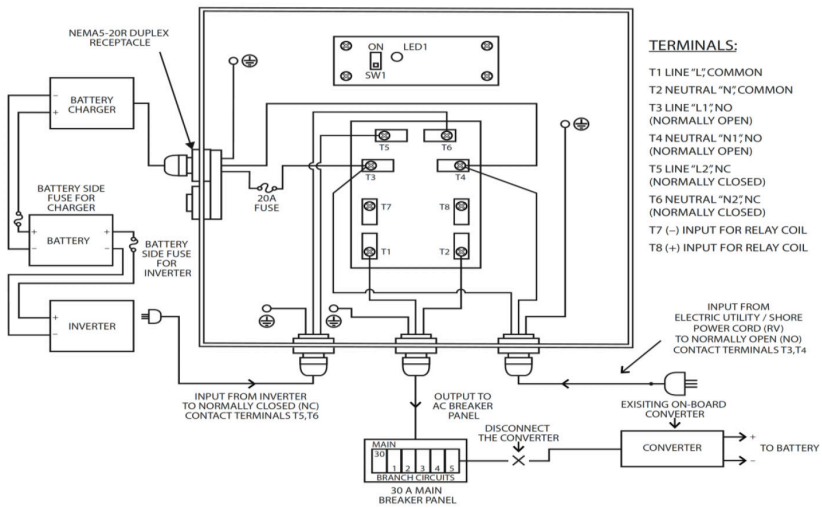 NEMA5-20R DUPLEX
RECEPTACLE
ON
LED1
SW1
BATTERY
CHARGER
–
+
BATTERY SIDE
FUSE FOR
CHARGER
+
+
–
–
BATTERY
BATTERY
SIDE FUSE
FOR
INVERTER
+
–
INVERTER
20A
FUSE
T5
T6
T3
T4
T7
T8
T1
T2
TERMINALS:
T1 LINE "L", COMMON
T2 NEUTRAL "N", COMMON
T3 LINE "L1", NO
(NORMALLY OPEN)
T4 NEUTRAL "N1", NO
(NORMALLY OPEN)
T5 LINE "L2", NC
(NORMALLY CLOSED)
T6 NEUTRAL "N2", NC
(NORMALLY CLOSED)
T7 (–) INPUT FOR RELAY COIL
T8 (+) INPUT FOR RELAY COIL
INPUT FROM
ELECTRIC UTILITY / SHORE
POWER CORD (RV)
TO NORMALLY OPEN (NO)
CONTACT TERMINALS T3,T4
INPUT FROM INVERTER
TO NORMALLY CLOSED (NC)
CONTACT TERMINALS T5,T6
OUTPUT TO
AC BREAKER
PANEL
DISCONNECT
THE CONVERTER
EXISITING ON-BOARD
CONVERTER
CONVERTER
+
–
TO BATTERY
MAIN
30
1 2 3 4 5
BRANCH CIRCUITS
30 A MAIN
BREAKER PANEL